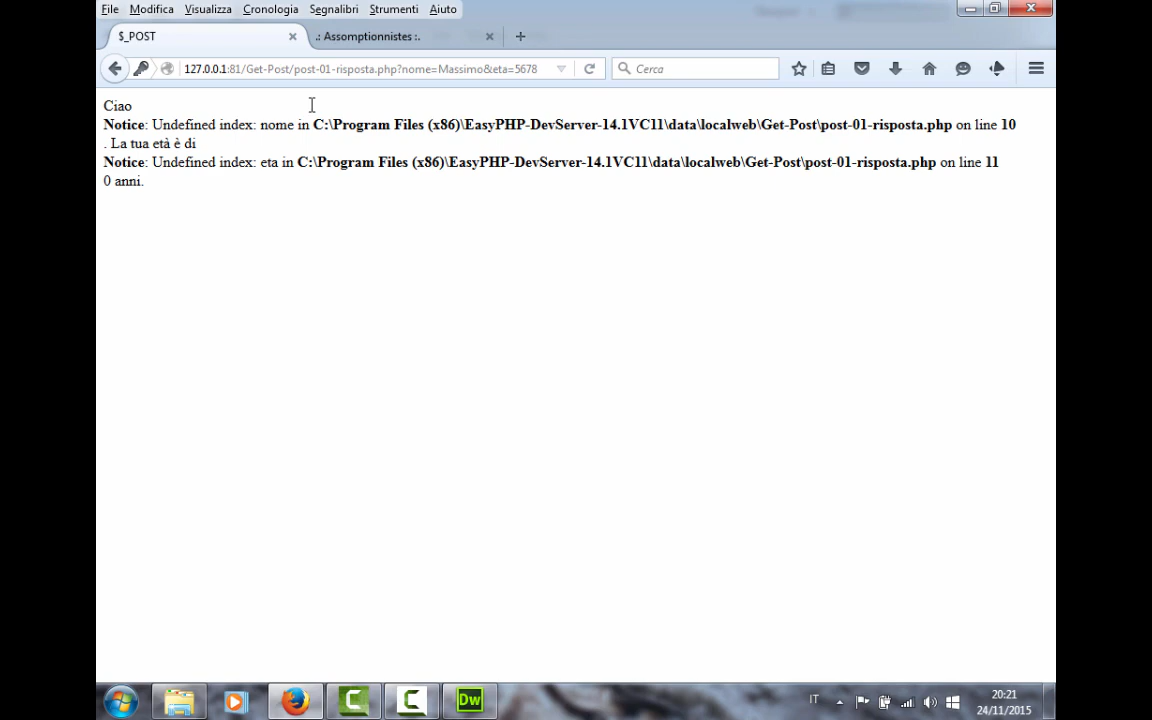 File Modifica Visualizza Cronologia Segnalibri Strumenti Aiuto
$_POST .: Assomptionnistes :.
127.0.0.1:81/Get-Post/post-01-risposta.php?nome=Massimo&eta=5678 Cerca
Ciao
Notice: Undefined index: nome in C:\Program Files (x86)\EasyPHP-DevServer-14.1VC11\data\localweb\Get-Post\post-01-risposta.php on line 10
. La tua età è di
Notice: Undefined index: eta in C:\Program Files (x86)\EasyPHP-DevServer-14.1VC11\data\localweb\Get-Post\post-01-risposta.php on line 11
0 anni.
Dw
IT
20:21
24/11/2015